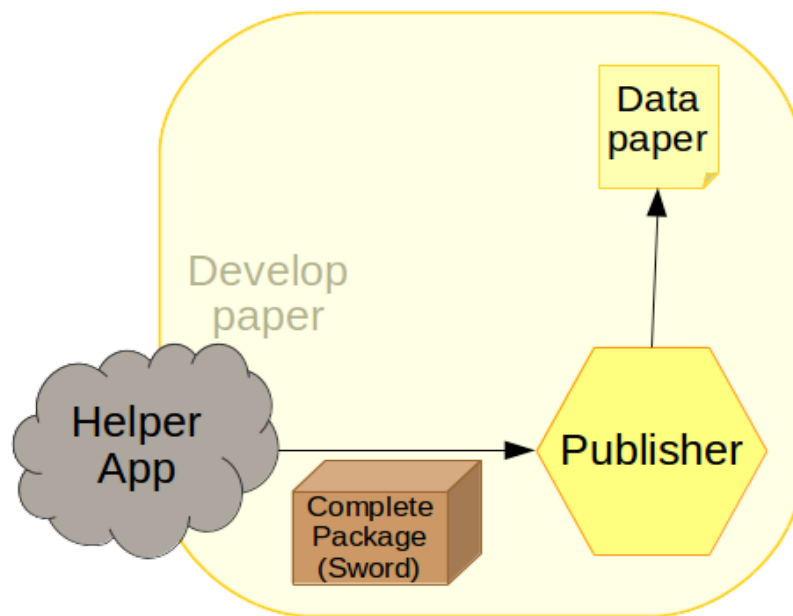 Data
paper
Develop
paper
Helper
App
Publisher
Complete
Package
(Sword)